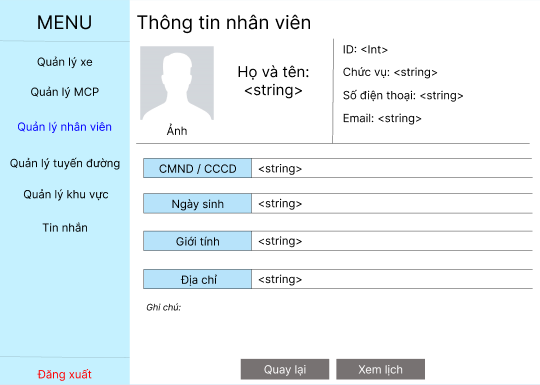 MENU
Quản lý xe
Quản lý MCP
Quản lý nhân viên
Quản lý tuyến đường
Quản lý khu vực
Tin nhắn
Đăng xuất
Thông tin nhân viên
Ảnh
Họ và tên:
<string>
ID: <Int>
Chức vụ: <string>
Số điện thoại: <string>
Email: <string>
CMND / CCCD <string>
Ngày sinh <string>
Giới tính <string>
Địa chỉ <string>
Ghi chú:
Quay lại Xem lịch